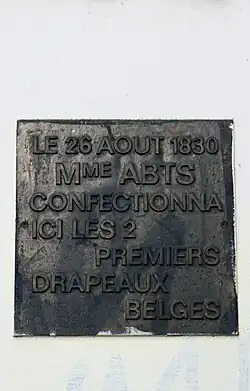 LE 26 AOUT 1830
MME ABTS
CONFECTIONNA
ICI LES 2
PREMIERS
DRAPEAUX
BELGES